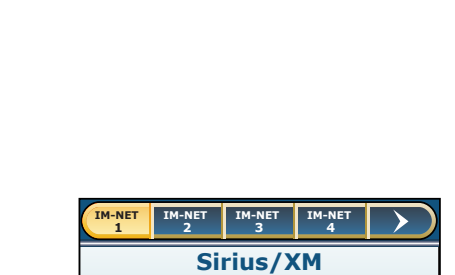 IM-NET IM-NET IM-NET IM-NET
1 2 3 4
Sirius/XM